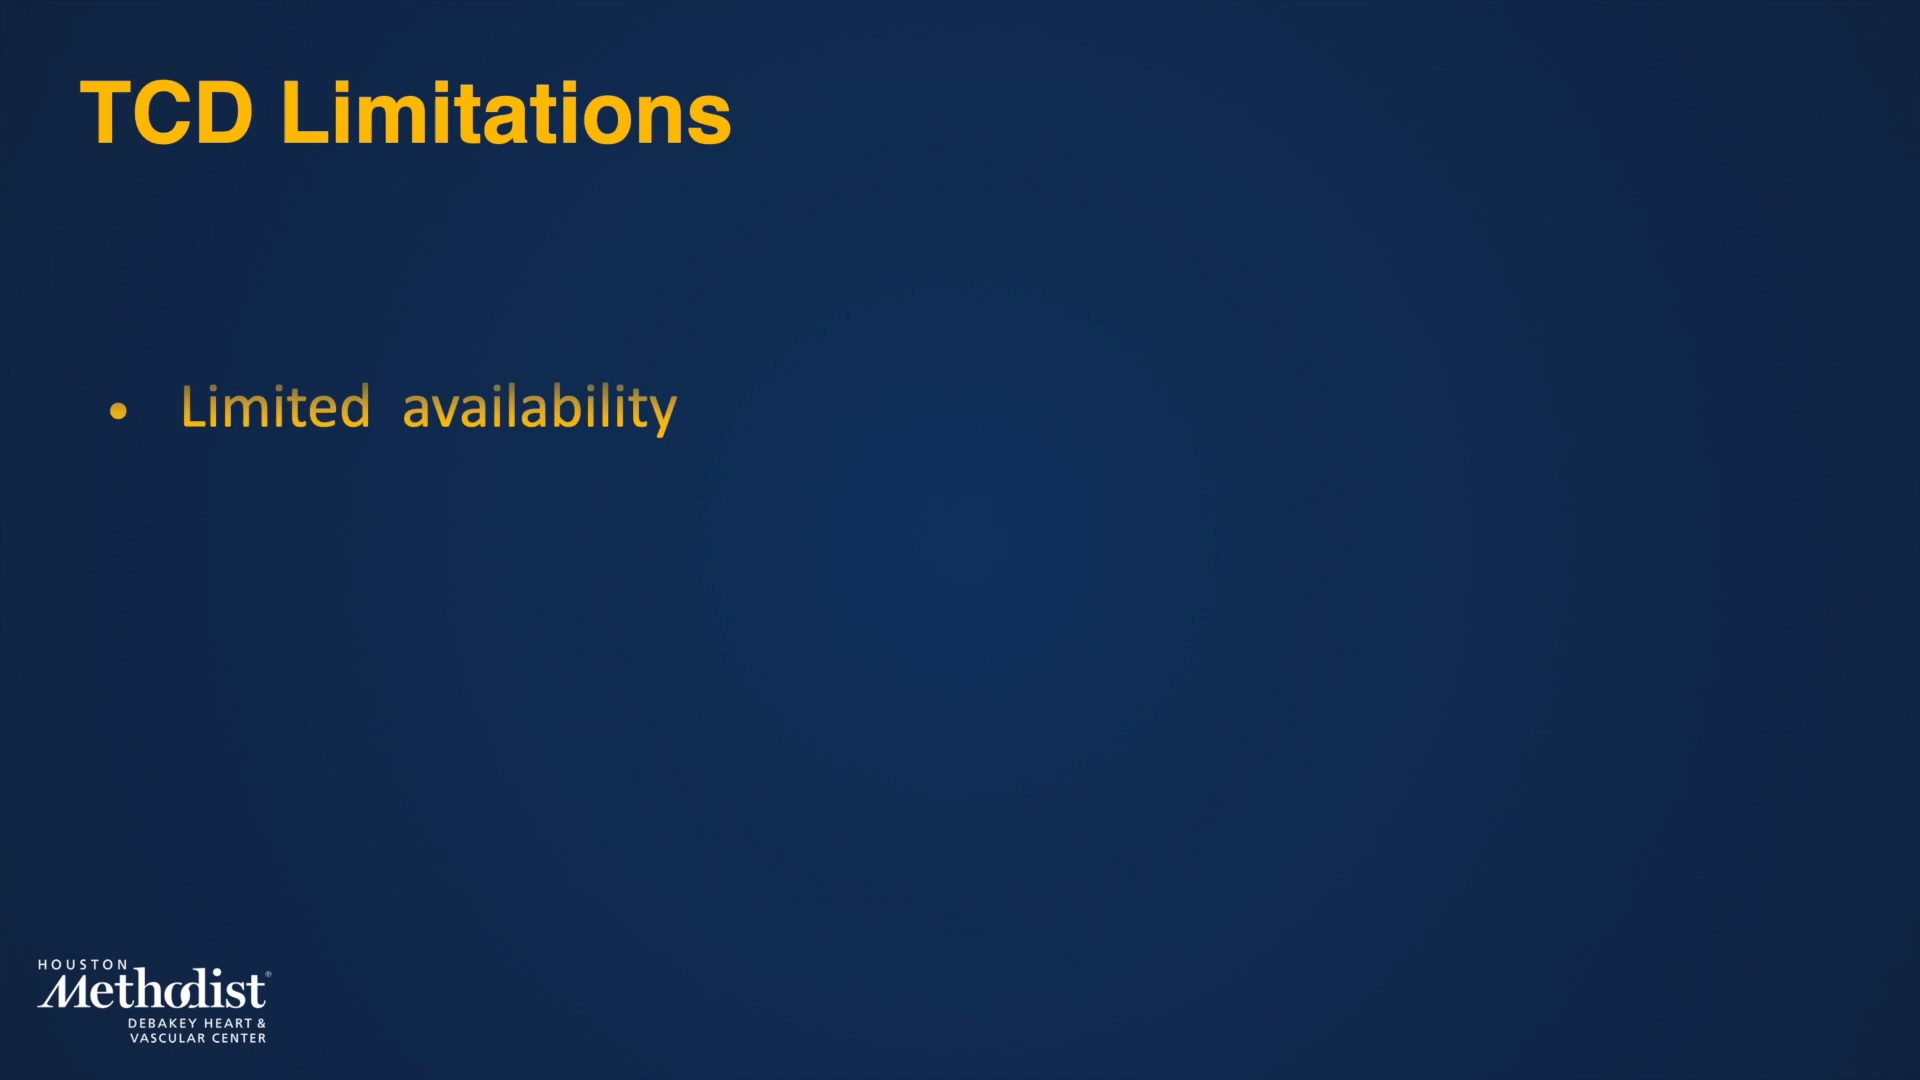 TCD Limitations
• Limited availability
HOUSTON
Methodist®
DEBAKEY HEART &
VASCULAR CENTER